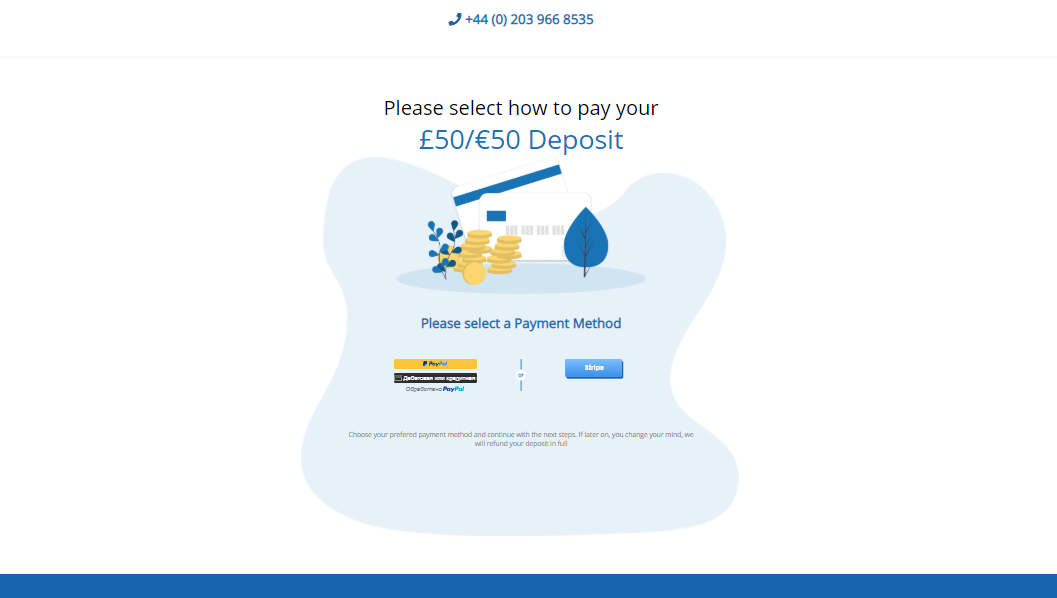 +44 (0) 203 966 8535
Please select how to pay your
£50/€50 Deposit
Please select a Payment Method
PayPal
Дебетовая или кредитная
Обработано PayPal
or
Stripe
Choose your prefered payment method and continue with the next steps. If later on, you change your mind, we
will refund your deposit in full